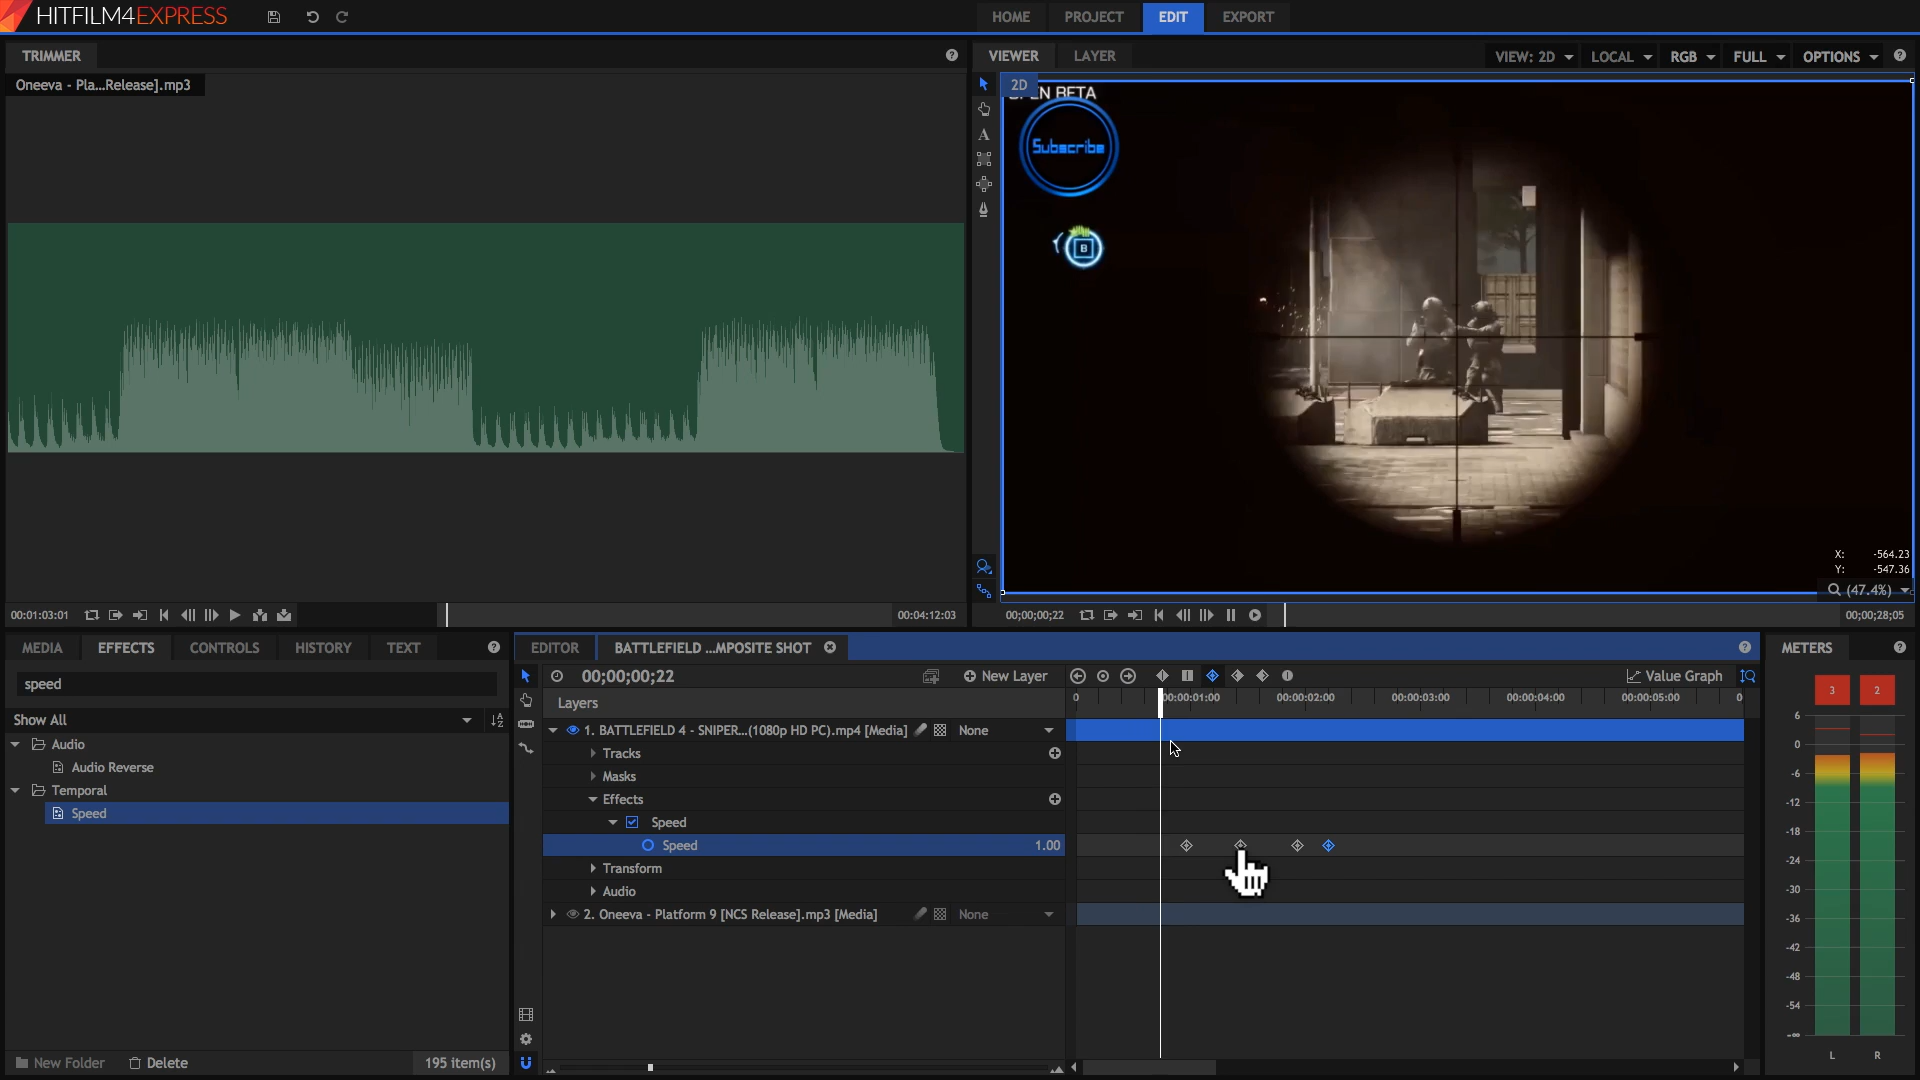 HITFILM4EXPRESS
HOME
PROJECT
EDIT
EXPORT
TRIMMER
Oneeva - Pla...Release].mp3
VIEWER
LAYER
VIEW: 2D
LOCAL
RGB
FULL
OPTIONS
2D
EN BETA
Subscribe
B
A
X: -564.23
Y: -547.36
(47.4%)
00:01:03:01
00:04:12:03
00;00;00;22
00;00;28;05
MEDIA
EFFECTS
CONTROLS
HISTORY
TEXT
speed
Show All
Audio
Audio Reverse
Temporal
Speed
New Folder
Delete
195 item(s)
EDITOR
BATTLEFIELD ...MPOSITE SHOT
00;00;00;22
New Layer
Value Graph
Layers
0
00:00:01:00
00:00:02:00
00:00:03:00
00:00:04:00
00:00:05:00
0
1. BATTLEFIELD 4 - SNIPER...(1080p HD PC).mp4 [Media]
None
Tracks
Masks
Effects
Speed
Speed
1.00
Transform
Audio
2. Oneeva - Platform 9 [NCS Release].mp3 [Media]
None
METERS
3
2
6
0
-6
-12
-18
-24
-30
-36
-42
-48
-54
-∞
L
R